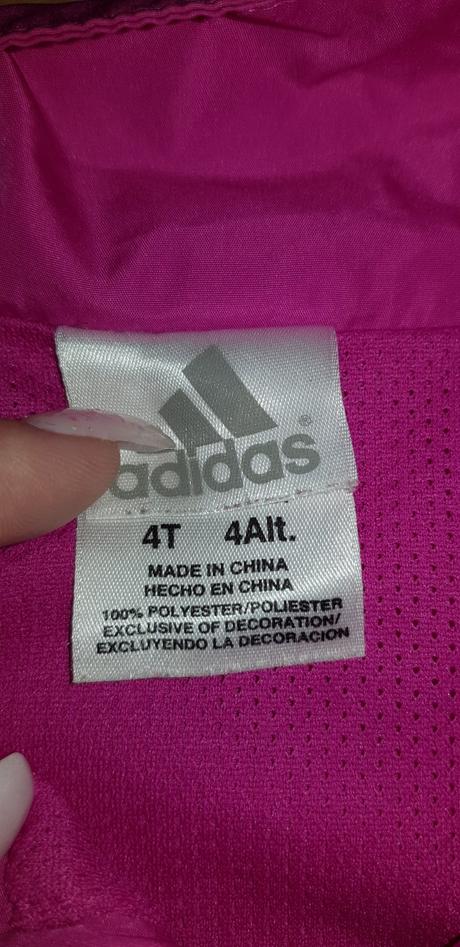 adidas®
4T 4Alt.
MADE IN CHINA
HECHO EN CHINA
100% POLYESTER/POLIESTER
EXCLUSIVE OF DECORATION/
EXCLUYENDO LA DECORACION